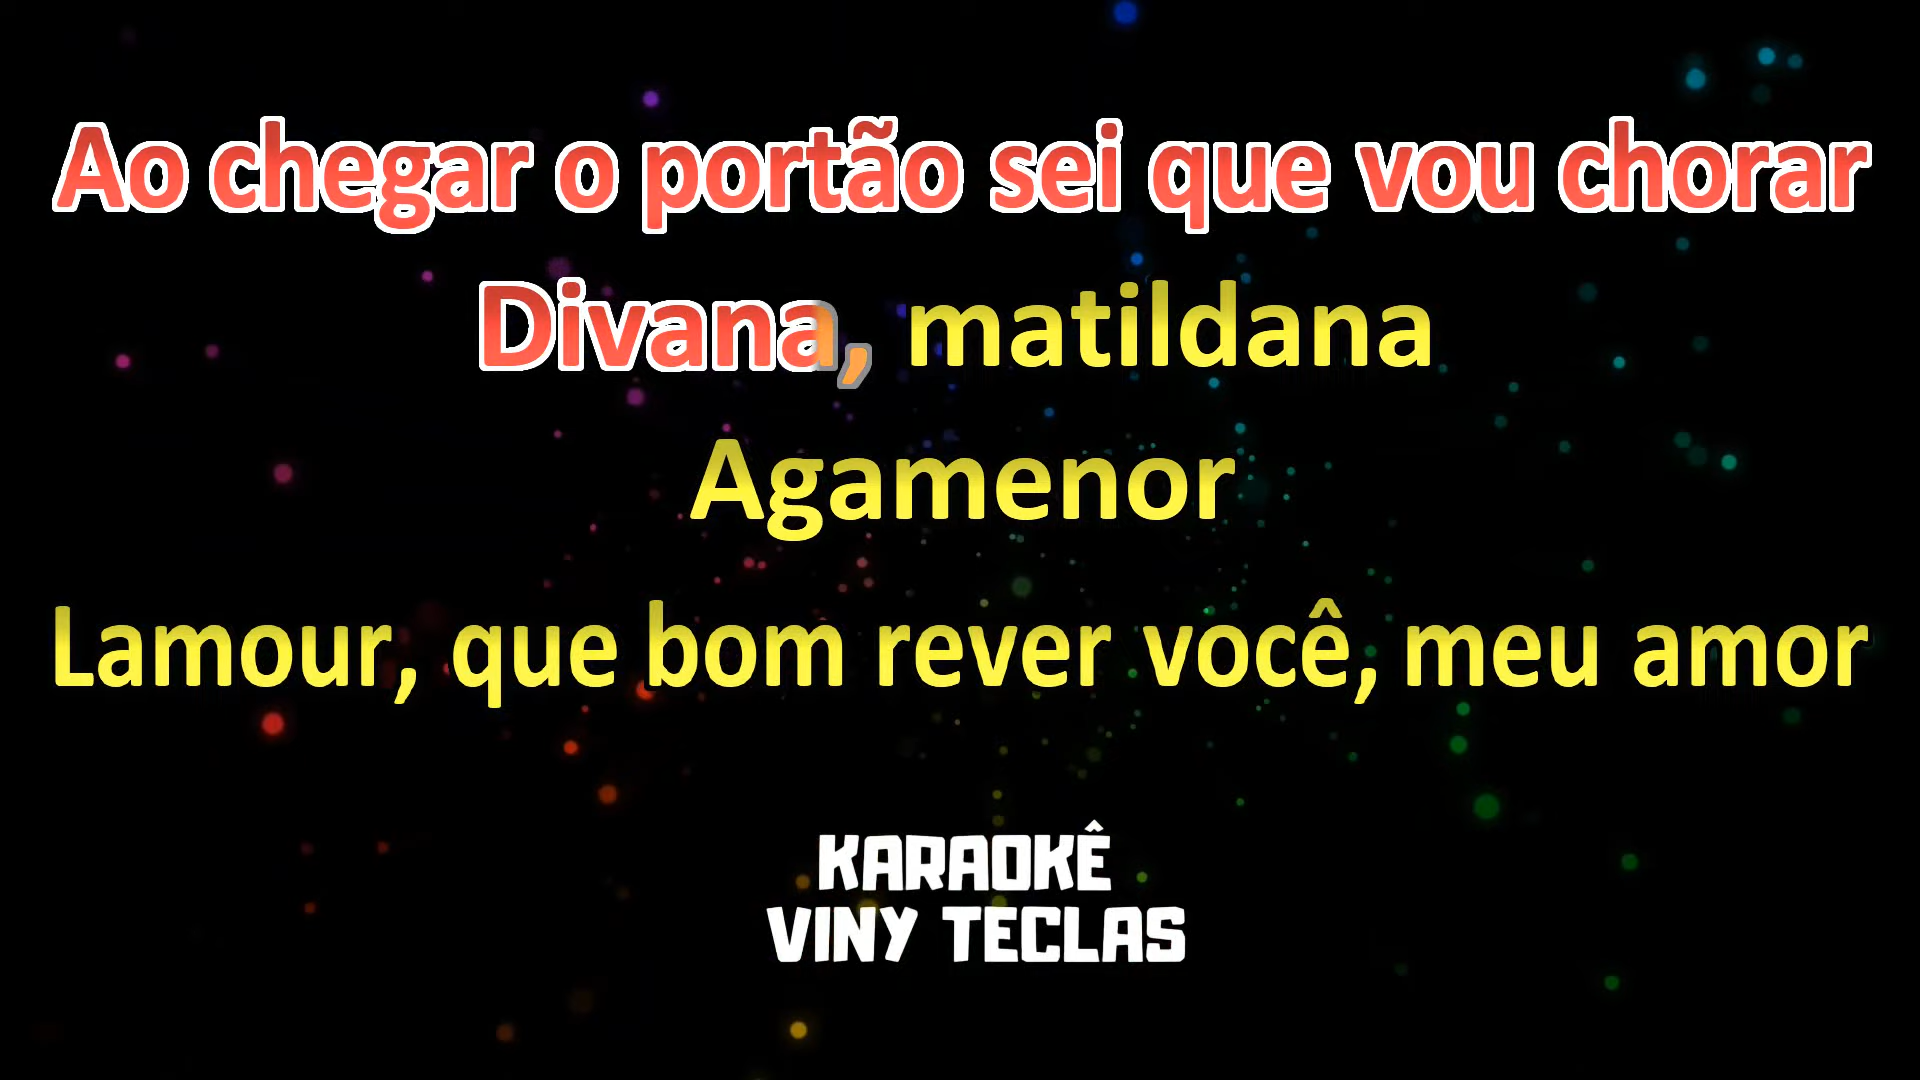 Ao chegar o portão sei que vou chorar
Divana, matildana
Agamenor
Lamour, que bom rever você, meu amor
KARAOKÊ
VINY TECLAS